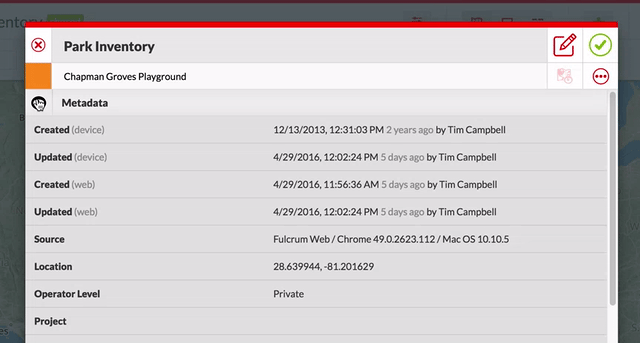 ventory
Park Inventory
Chapman Groves Playground
Metadata
Created (device) 12/13/2013, 12:31:03 PM 2 years ago by Tim Campbell
Updated (device) 4/29/2016, 12:02:24 PM 5 days ago by Tim Campbell
Created (web) 4/29/2016, 11:56:36 AM 5 days ago by Tim Campbell
Updated (web) 4/29/2016, 12:02:24 PM 5 days ago by Tim Campbell
Source Fulcrum Web / Chrome 49.0.2623.112 / Mac OS 10.10.5
Location 28.639944, -81.201629
Operator Level Private
Project